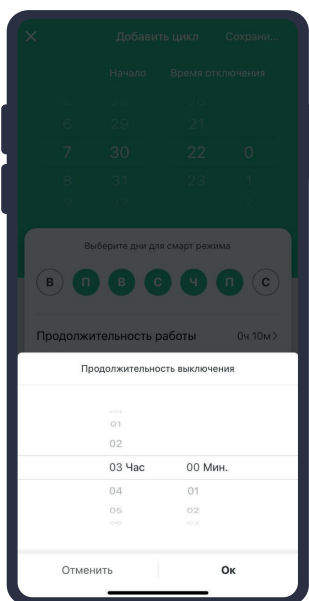 Добавить цикл Сохрани...
Начало Время отключения
6 29 21
7 30 22 0
8 31 23 1
Выберите дни для смарт режима
В П В С Ч П С
Продолжительность работы 0ч 10м >
Продолжительность выключения
01
02
03 Час 00 Мин.
04 01
05 02
Отменить Ок